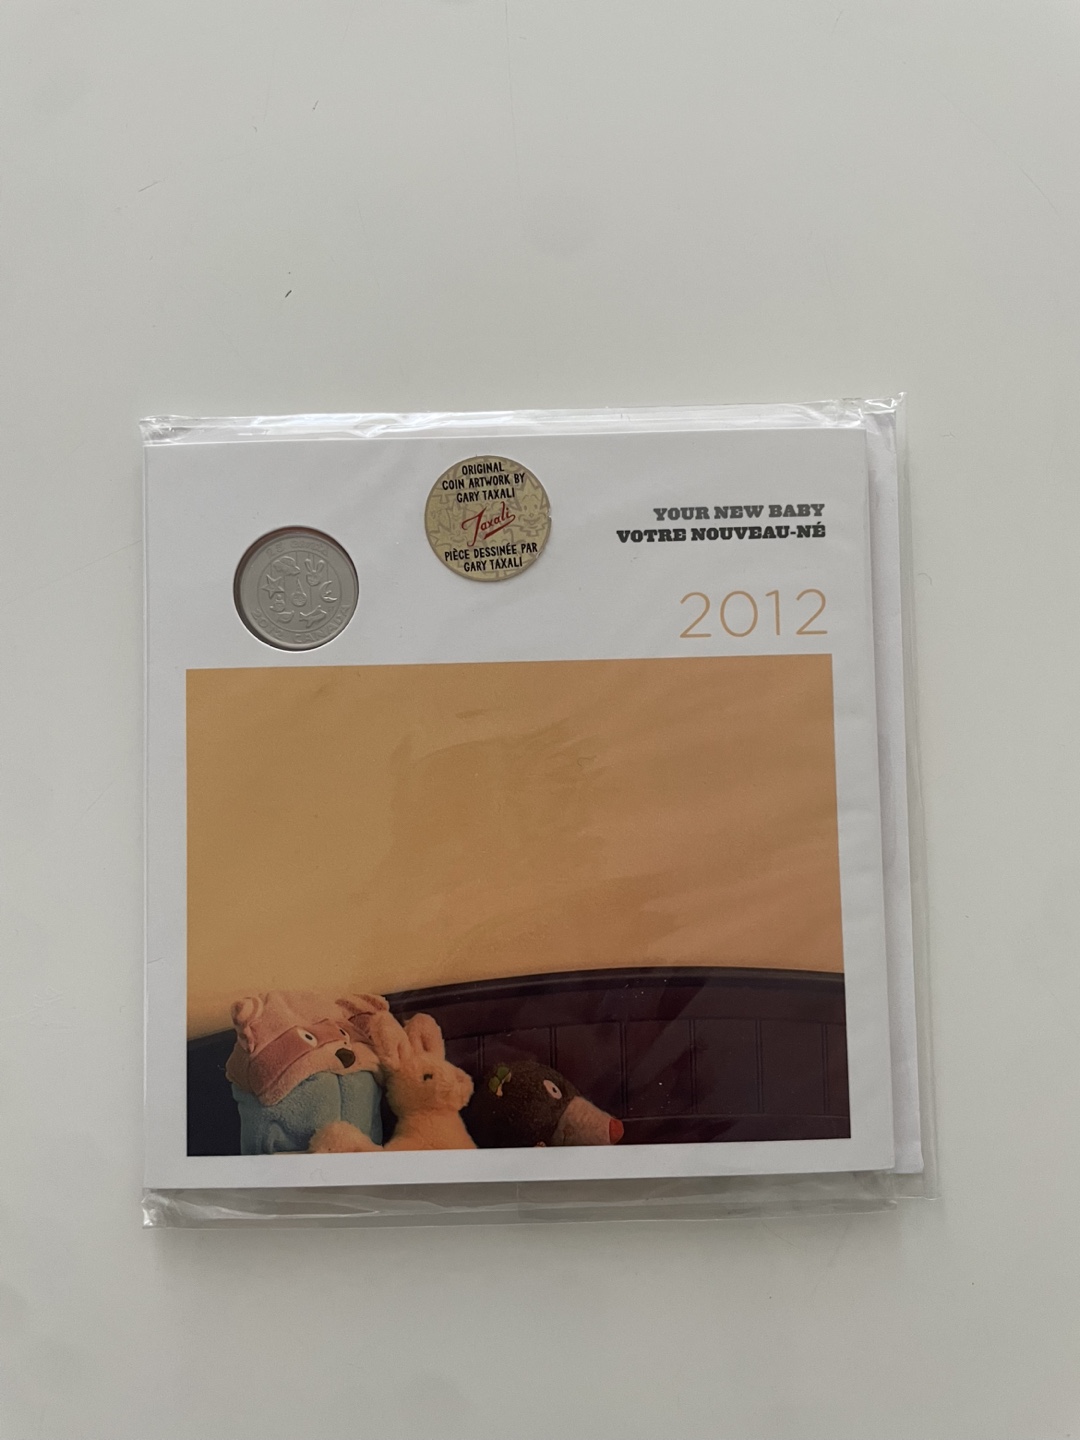 ORIGINAL
COIN ARTWORK BY
GARY TAXALI
Taxali
PIÈCE DESSINÉE PAR
GARY TAXALI
YOUR NEW BABY
VOTRE NOUVEAU-NÉ
2012
CANADA